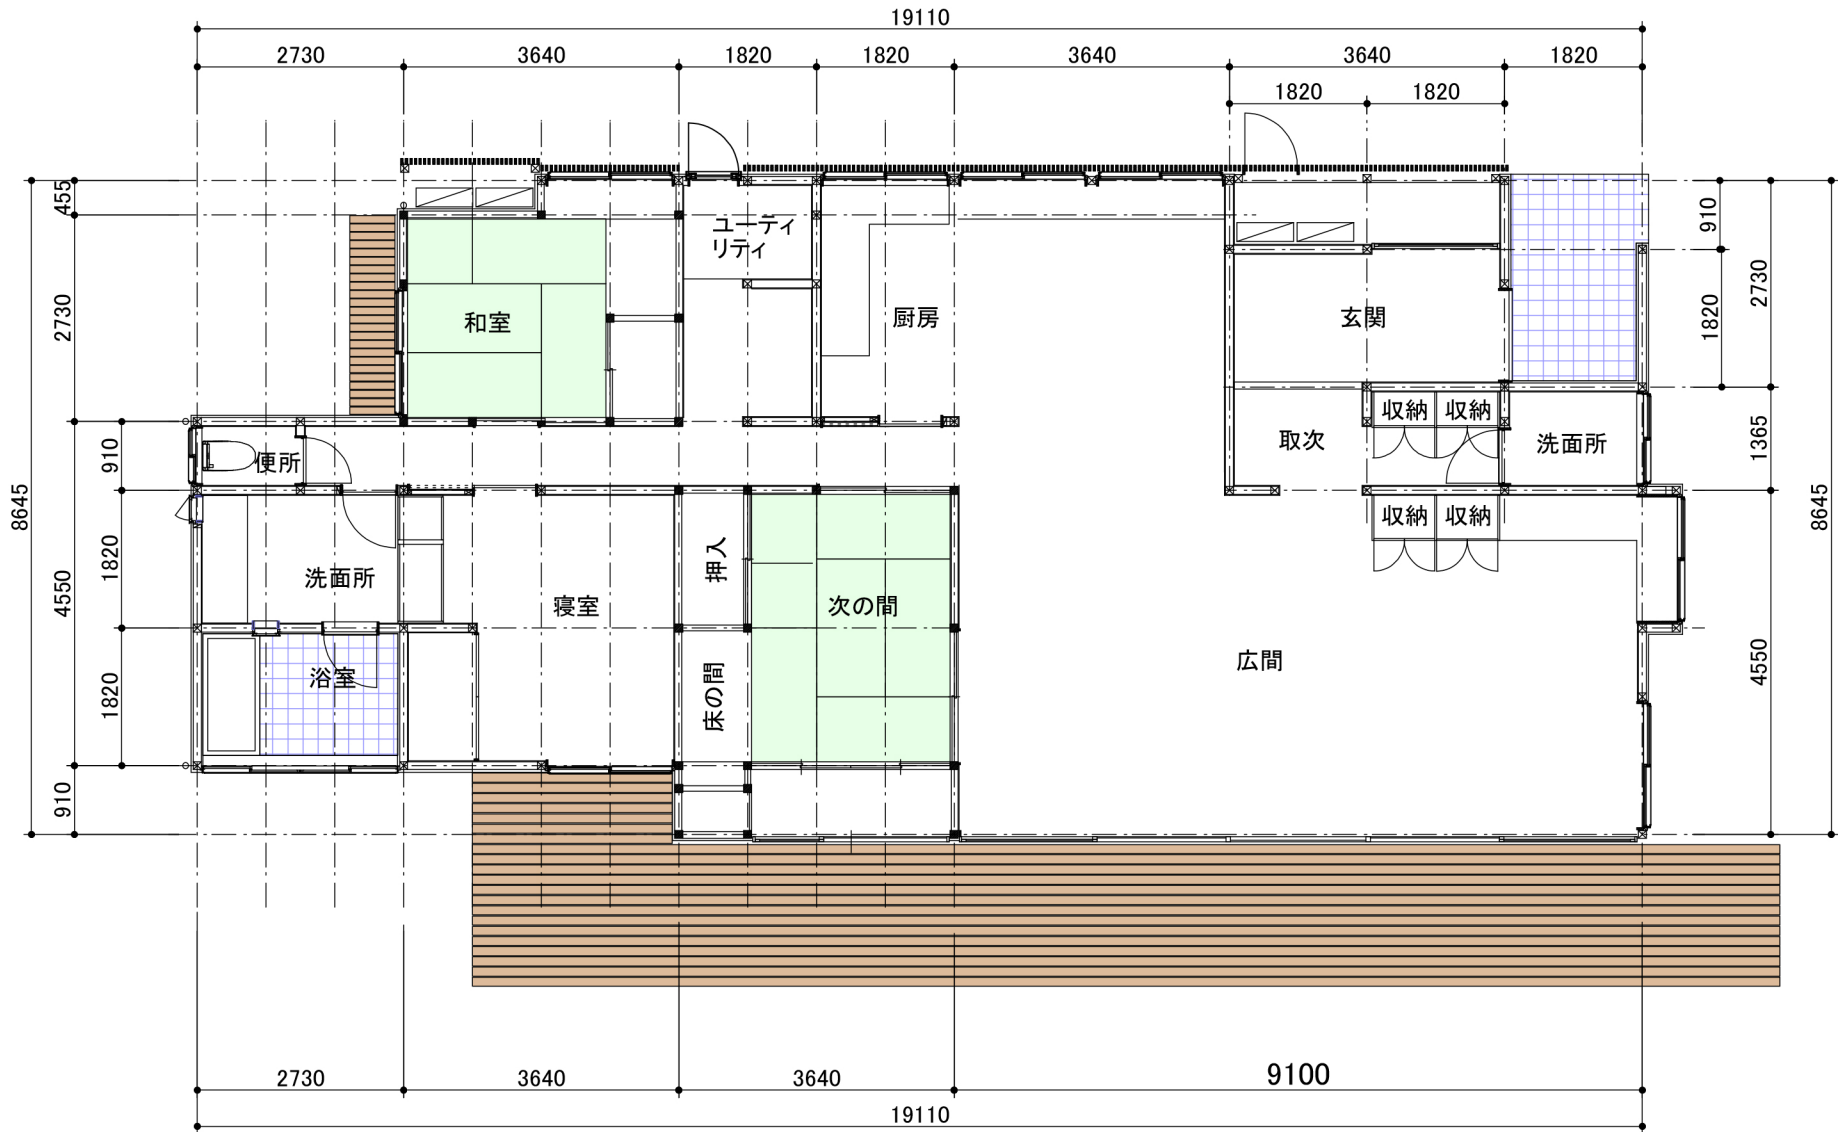 19110
2730 3640 1820 1820 3640 3640 1820
1820 1820
455
2730
910
8645
1820
4550
1820
910
910
2730
1820
1365
8645
4550
ユーティ
リティ
和室
厨房
玄関
収納 収納
取次
洗面所
便所
収納 収納
押入
洗面所
寝室
次の間
広間
浴室
床の間
2730 3640 3640 9100
19110